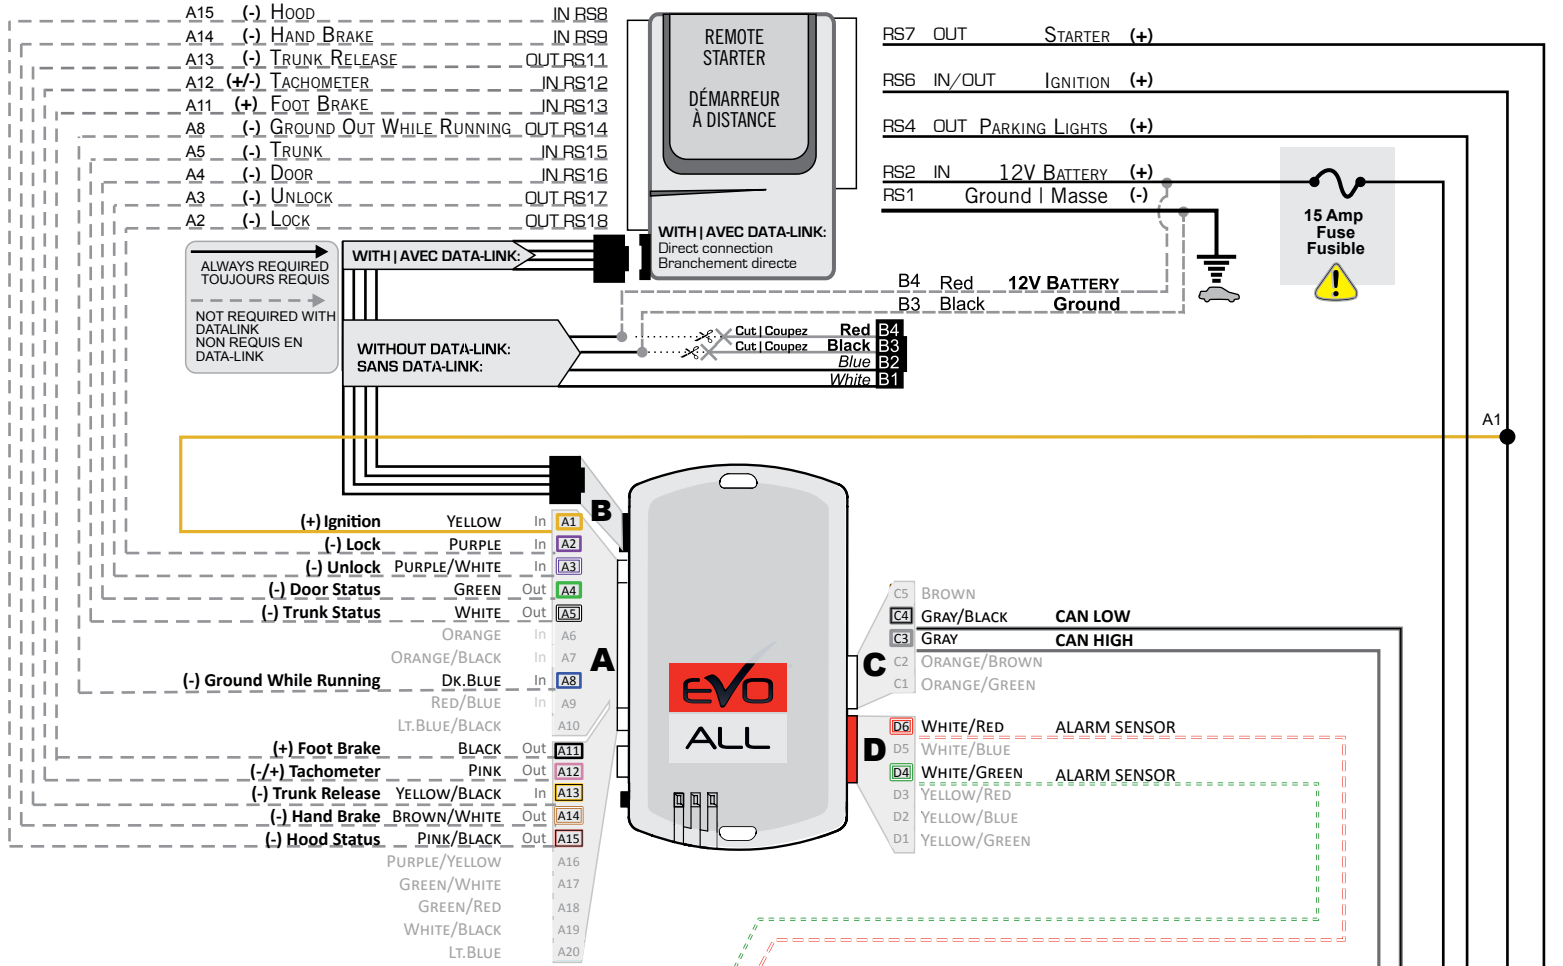 A15 (-) HOOD IN RS8
A14 (-) HAND BRAKE IN RS9
A13 (-) TRUNK RELEASE OUT RS11
A12 (+/-) TACHOMETER IN RS12
A11 (+) FOOT BRAKE IN RS13
A8 (-) GROUND OUT WHILE RUNNING OUT RS14
A5 (-) TRUNK IN RS15
A4 (-) DOOR IN RS16
A3 (-) UNLOCK OUT RS17
A2 (-) LOCK OUT RS18
REMOTE
STARTER
DÉMARREUR
À DISTANCE
WITH | AVEC DATA-LINK:
Direct connection
Branchement directe
RS7 OUT STARTER (+)
RS6 IN/OUT IGNITION (+)
RS4 OUT PARKING LIGHTS (+)
RS2 IN 12V BATTERY (+)
RS1 Ground | Masse (-)
15 Amp
Fuse
Fusible
!
ALWAYS REQUIRED
TOUJOURS REQUIS
NOT REQUIRED WITH
DATALINK
NON REQUIS EN
DATA-LINK
WITH | AVEC DATA-LINK:
WITHOUT DATA-LINK:
SANS DATA-LINK:
B4 Red 12V BATTERY
B3 Black Ground
Cut | Coupez Red B4
Cut | Coupez Black B3
Blue B2
White B1
A1
B
(+) Ignition YELLOW In A1
(-) Lock PURPLE In A2
(-) Unlock PURPLE/WHITE In A3
(-) Door Status GREEN Out A4
(-) Trunk Status WHITE Out A5
ORANGE In A6
ORANGE/BLACK In A7
(-) Ground While Running DK.BLUE In A8
RED/BLUE In A9
LT.BLUE/BLACK A10
A
(+) Foot Brake BLACK Out A11
(-/+) Tachometer PINK Out A12
(-) Trunk Release YELLOW/BLACK In A13
(-) Hand Brake BROWN/WHITE Out A14
(-) Hood Status PINK/BLACK Out A15
PURPLE/YELLOW A16
GREEN/WHITE A17
GREEN/RED A18
WHITE/BLACK A19
LT.BLUE A20
EVO
ALL
C5 BROWN
C4 GRAY/BLACK CAN LOW
C3 GRAY CAN HIGH
C2 ORANGE/BROWN
C1 ORANGE/GREEN
C
D6 WHITE/RED ALARM SENSOR
D5 WHITE/BLUE
D4 WHITE/GREEN ALARM SENSOR
D3 YELLOW/RED
D2 YELLOW/BLUE
D1 YELLOW/GREEN
D